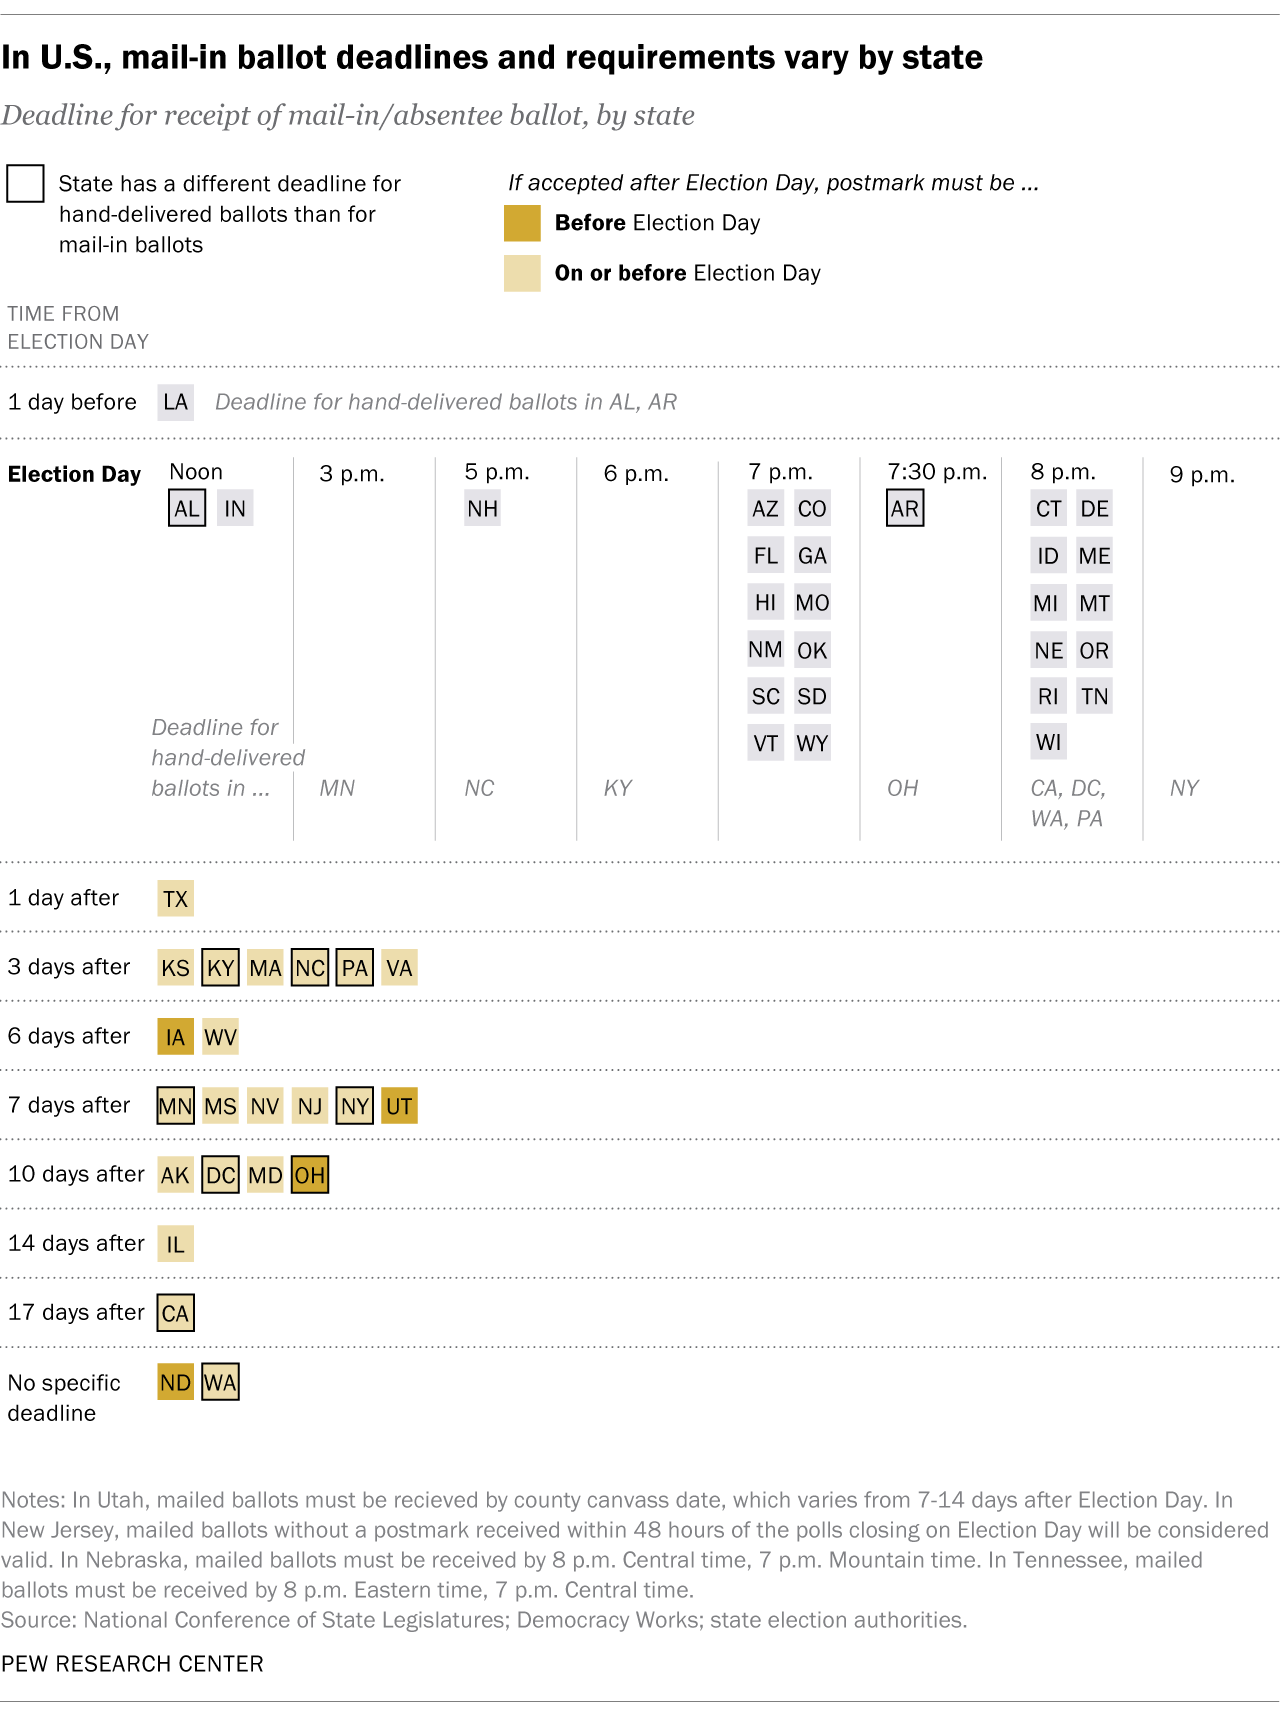 In U.S., mail-in ballot deadlines and requirements vary by state
Deadline for receipt of mail-in/absentee ballot, by state
State has a different deadline for
hand-delivered ballots than for
mail-in ballots
If accepted after Election Day, postmark must be ...
Before Election Day
On or before Election Day
TIME FROM
ELECTION DAY
1 day before LA Deadline for hand-delivered ballots in AL, AR
Election Day Noon 3 p.m. 5 p.m. 6 p.m. 7 p.m. 7:30 p.m. 8 p.m. 9 p.m.
AL IN NH AZ CO AR CT DE
FL GA ID ME
HI MO MI MT
NM OK NE OR
SC SD RI TN
VT WY WI
Deadline for
hand-delivered
ballots in ... MN NC KY OH CA, DC, NY
WA, PA
1 day after TX
3 days after KS KY MA NC PA VA
6 days after IA WV
7 days after MN MS NV NJ NY UT
10 days after AK DC MD OH
14 days after IL
17 days after CA
No specific ND WA
deadline
Notes: In Utah, mailed ballots must be recieved by county canvass date, which varies from 7-14 days after Election Day. In
New Jersey, mailed ballots without a postmark received within 48 hours of the polls closing on Election Day will be considered
valid. In Nebraska, mailed ballots must be received by 8 p.m. Central time, 7 p.m. Mountain time. In Tennessee, mailed
ballots must be received by 8 p.m. Eastern time, 7 p.m. Central time.
Source: National Conference of State Legislatures; Democracy Works; state election authorities.
PEW RESEARCH CENTER